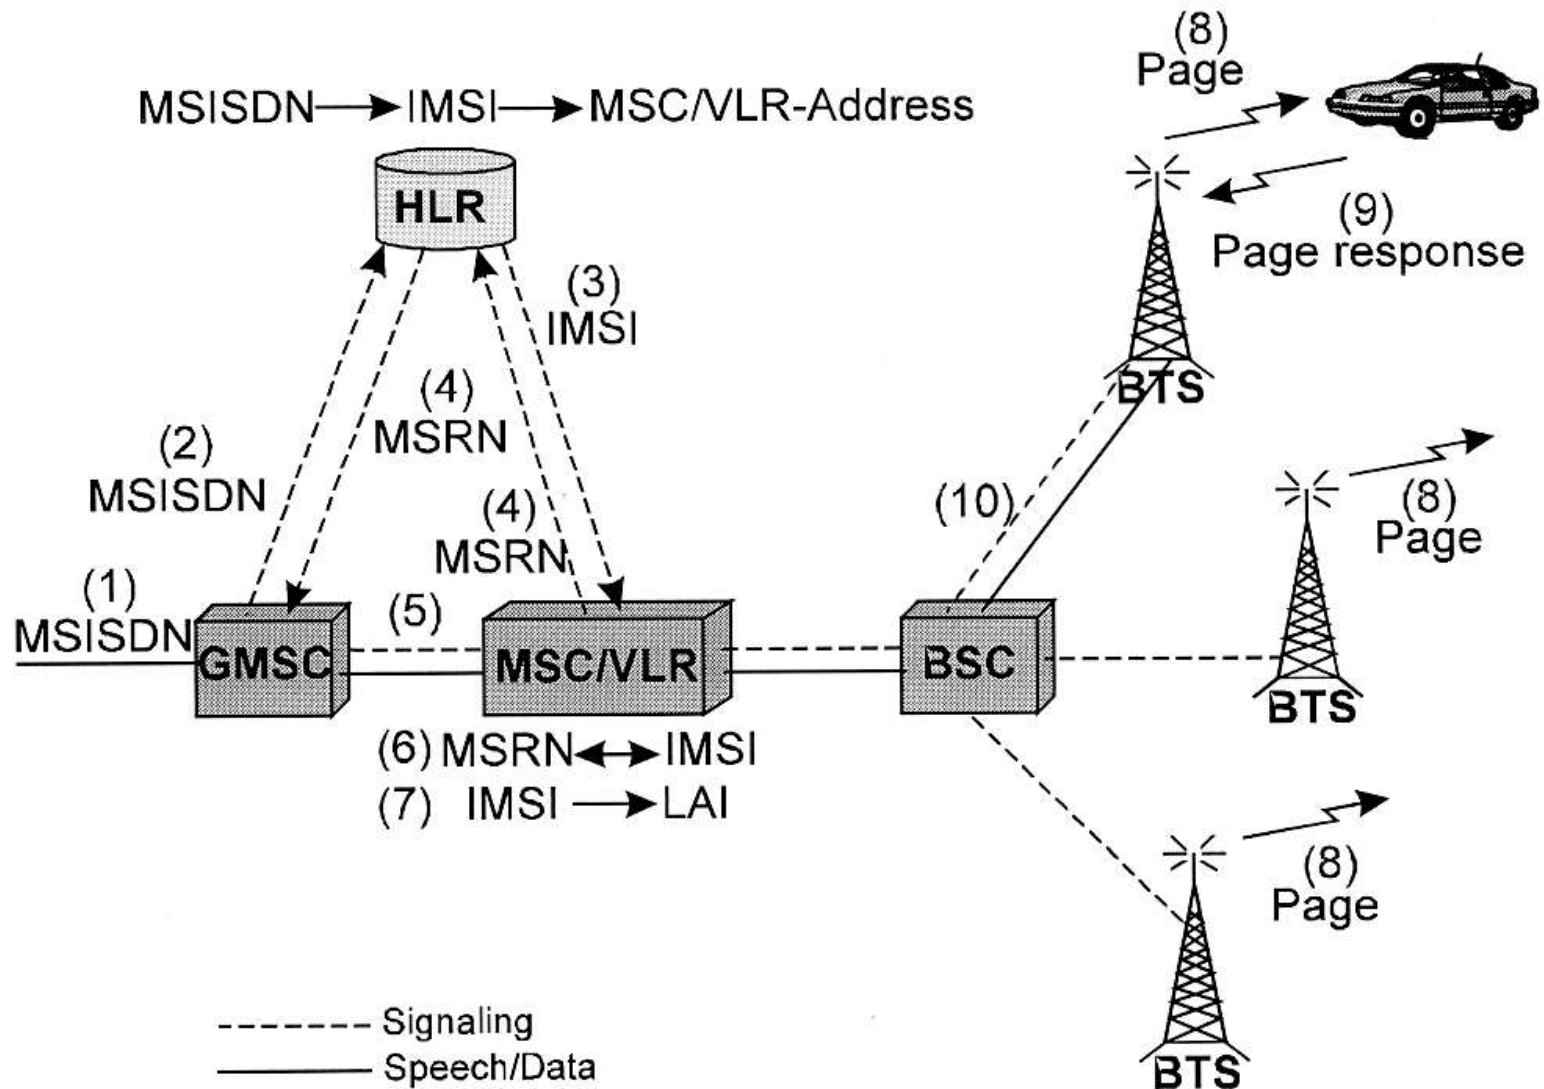 (8)
Page
MSISDN IMSI MSC/VLR-Address
HLR
(9)
Page response
(3)
IMSI
(4)
MSRN
BTS
(2)
MSISDN
(10)
(4)
MSRN
(8)
Page
(1)
MSISDN
(5)
GMSC
MSC/VLR
BSC
BTS
(6) MSRN IMSI
(7) IMSI LAI
(8)
Page
Signaling
Speech/Data
BTS